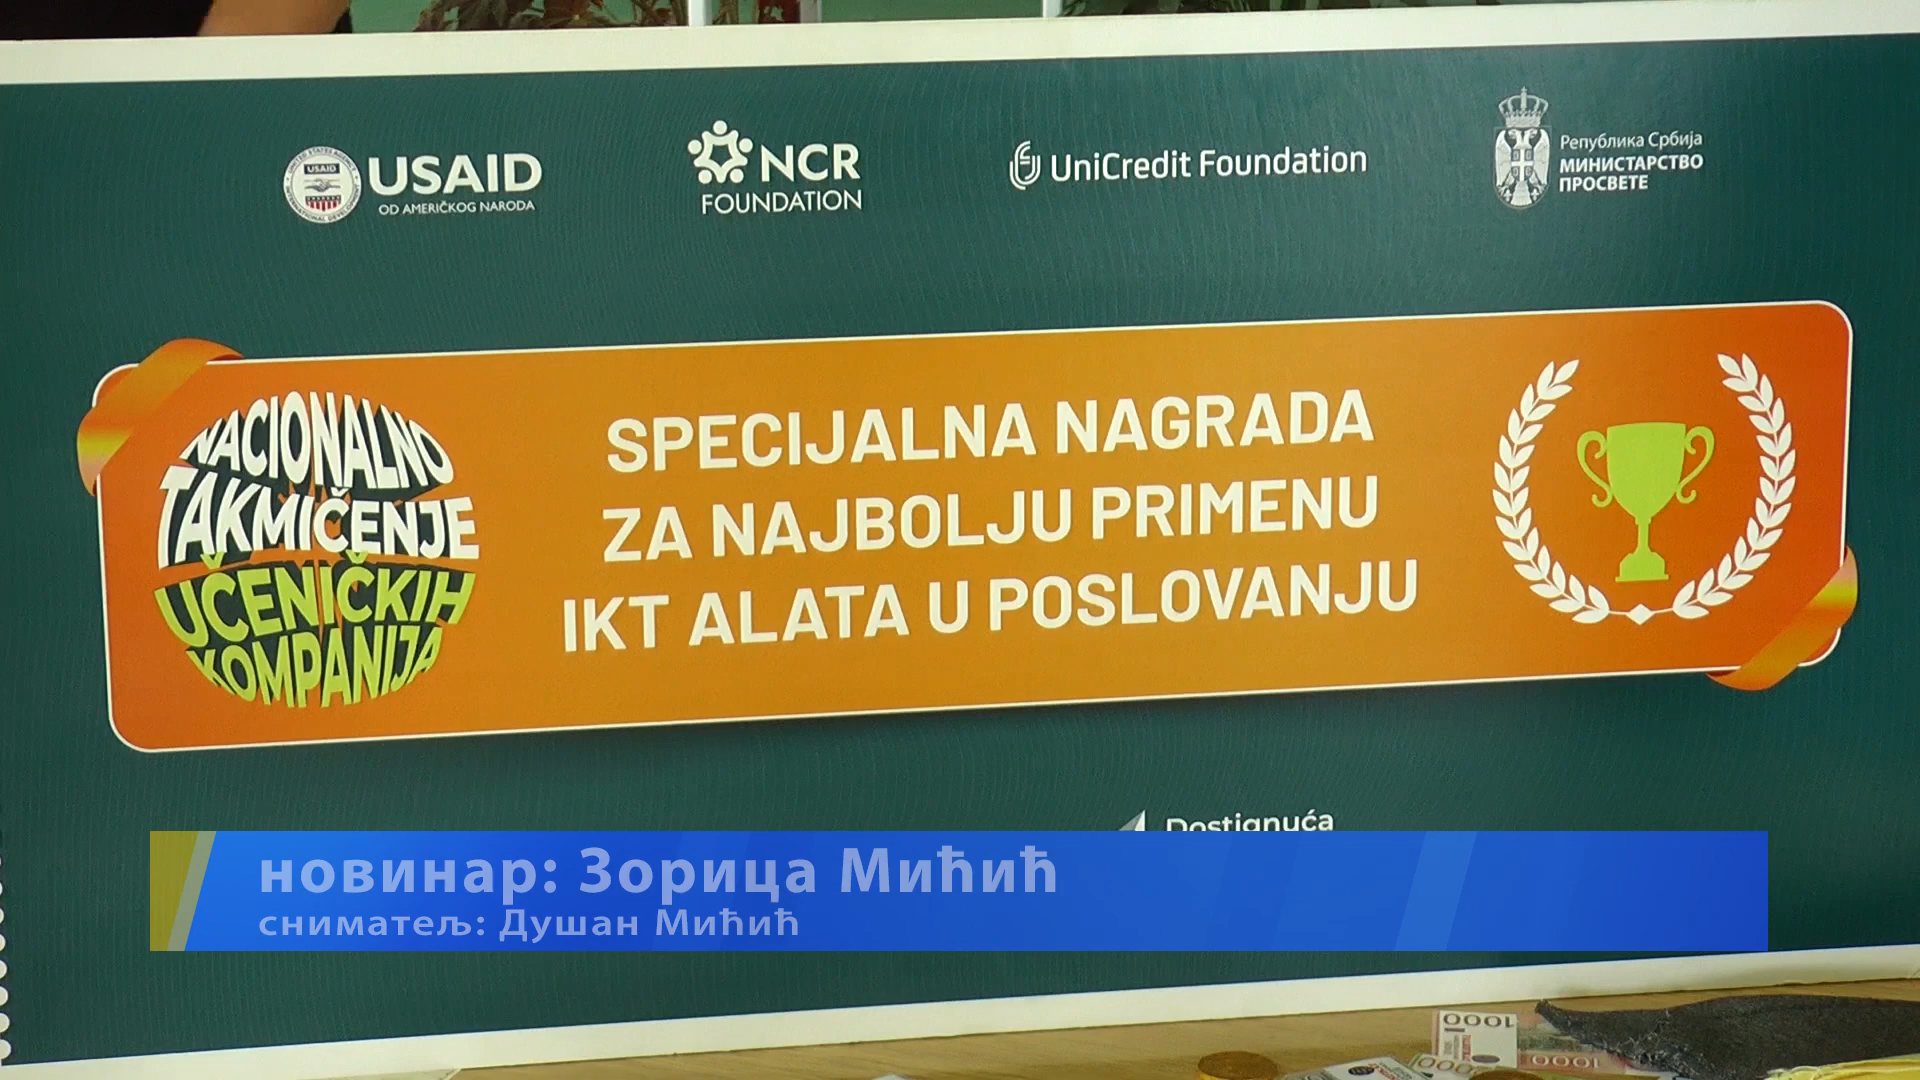 USAID
OD AMERIČKOG NARODA
NCR
FOUNDATION
UniCredit Foundation
Република Србија
МИНИСТАРСТВО
ПРОСВЕТЕ
NACIONALNO
TAKMIČENJE
UČENIČKIH
KOMPANIJA
SPECIJALNA NAGRADA
ZA NAJBOLJU PRIMENU
IKT ALATA U POSLOVANJU
Dostignuća
новинар: Зорица Мићић
сниматељ: Душан Мићић
1000
1000